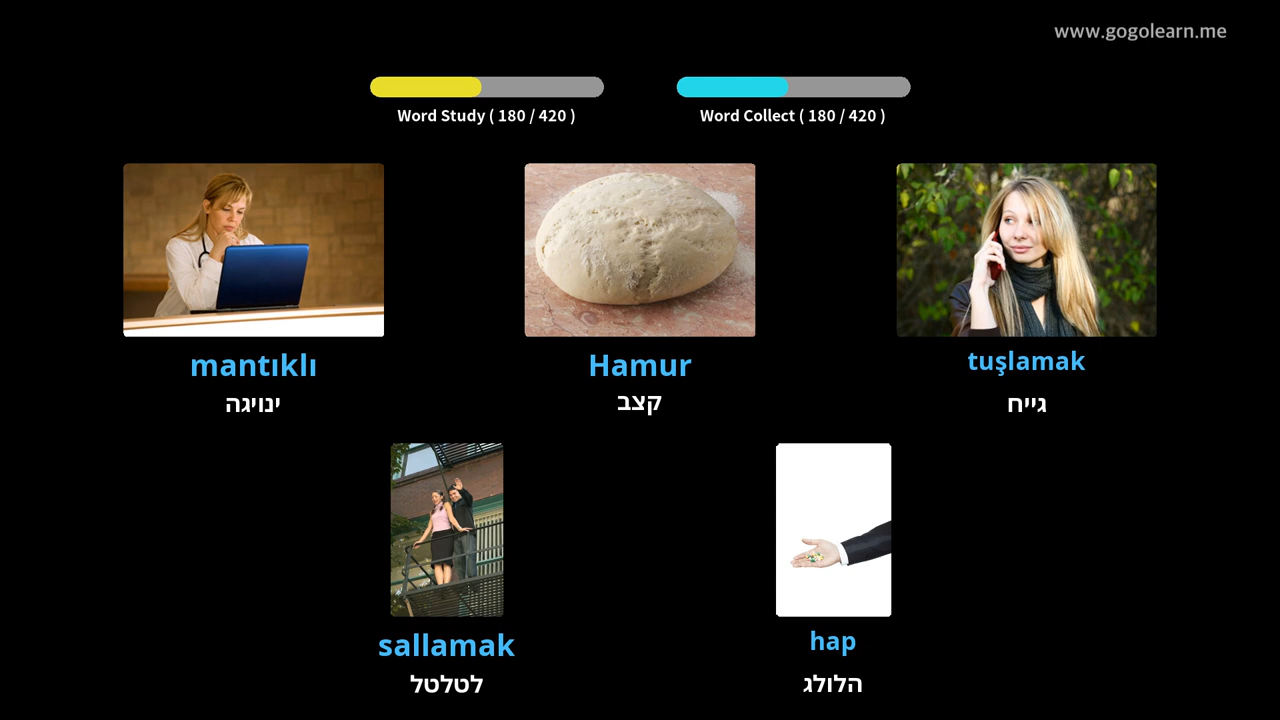 www.gogolearn.me
Word Study ( 180 / 420 )
Word Collect ( 180 / 420 )
mantıklı
ינויגה
Hamur
קצב
tuşlamak
גייח
sallamak
לטלטל
hap
הלולג